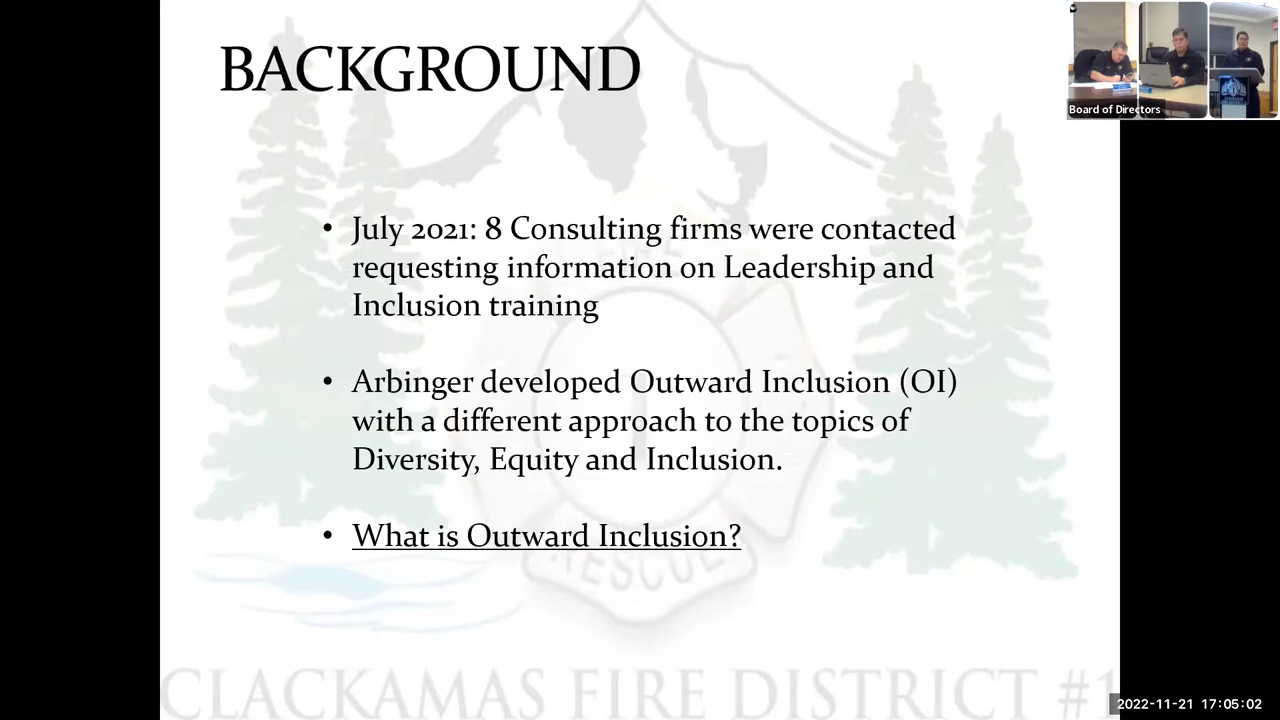 BACKGROUND
Board of Directors
• July 2021: 8 Consulting firms were contacted
requesting information on Leadership and
Inclusion training
• Arbinger developed Outward Inclusion (OI)
with a different approach to the topics of
Diversity, Equity and Inclusion.
• What is Outward Inclusion?
RESCUE
CLACKAMAS FIRE DISTRICT #1
2022-11-21 17:05:02